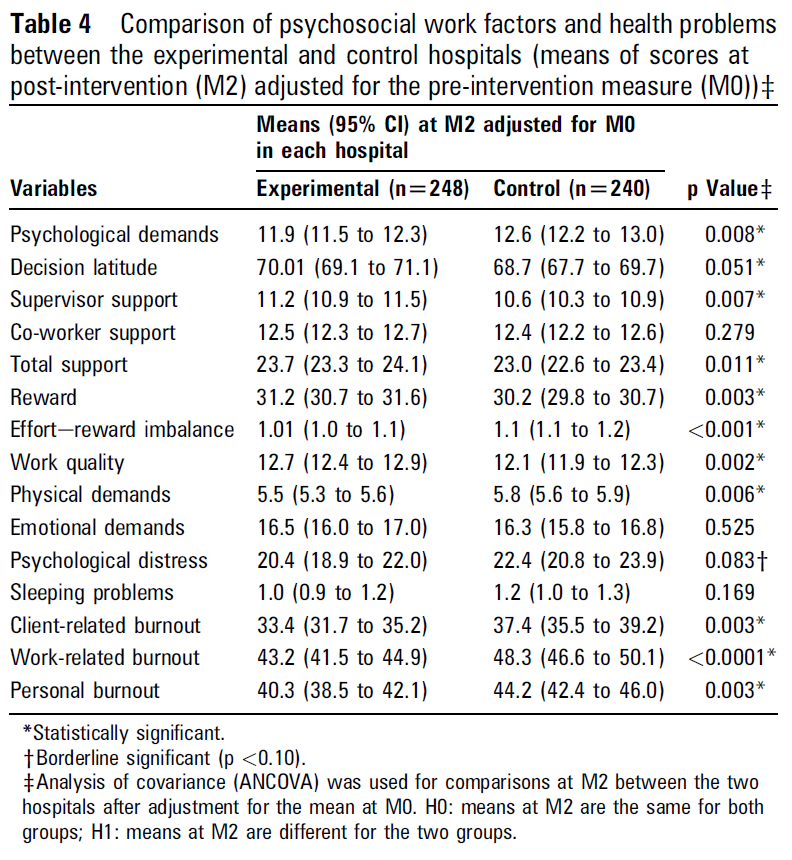 Table 4 Comparison of psychosocial work factors and health problems
between the experimental and control hospitals (means of scores at
post-intervention (M2) adjusted for the pre-intervention measure (M0))‡
Means (95% CI) at M2 adjusted for M0
in each hospital
Variables Experimental (n=248) Control (n=240) p Value‡
Psychological demands 11.9 (11.5 to 12.3) 12.6 (12.2 to 13.0) 0.008*
Decision latitude 70.01 (69.1 to 71.1) 68.7 (67.7 to 69.7) 0.051*
Supervisor support 11.2 (10.9 to 11.5) 10.6 (10.3 to 10.9) 0.007*
Co-worker support 12.5 (12.3 to 12.7) 12.4 (12.2 to 12.6) 0.279
Total support 23.7 (23.3 to 24.1) 23.0 (22.6 to 23.4) 0.011*
Reward 31.2 (30.7 to 31.6) 30.2 (29.8 to 30.7) 0.003*
Effort—reward imbalance 1.01 (1.0 to 1.1) 1.1 (1.1 to 1.2) <0.001*
Work quality 12.7 (12.4 to 12.9) 12.1 (11.9 to 12.3) 0.002*
Physical demands 5.5 (5.3 to 5.6) 5.8 (5.6 to 5.9) 0.006*
Emotional demands 16.5 (16.0 to 17.0) 16.3 (15.8 to 16.8) 0.525
Psychological distress 20.4 (18.9 to 22.0) 22.4 (20.8 to 23.9) 0.083†
Sleeping problems 1.0 (0.9 to 1.2) 1.2 (1.0 to 1.3) 0.169
Client-related burnout 33.4 (31.7 to 35.2) 37.4 (35.5 to 39.2) 0.003*
Work-related burnout 43.2 (41.5 to 44.9) 48.3 (46.6 to 50.1) <0.0001*
Personal burnout 40.3 (38.5 to 42.1) 44.2 (42.4 to 46.0) 0.003*
*Statistically significant.
†Borderline significant (p <0.10).
‡Analysis of covariance (ANCOVA) was used for comparisons at M2 between the two
hospitals after adjustment for the mean at M0. H0: means at M2 are the same for both
groups; H1: means at M2 are different for the two groups.